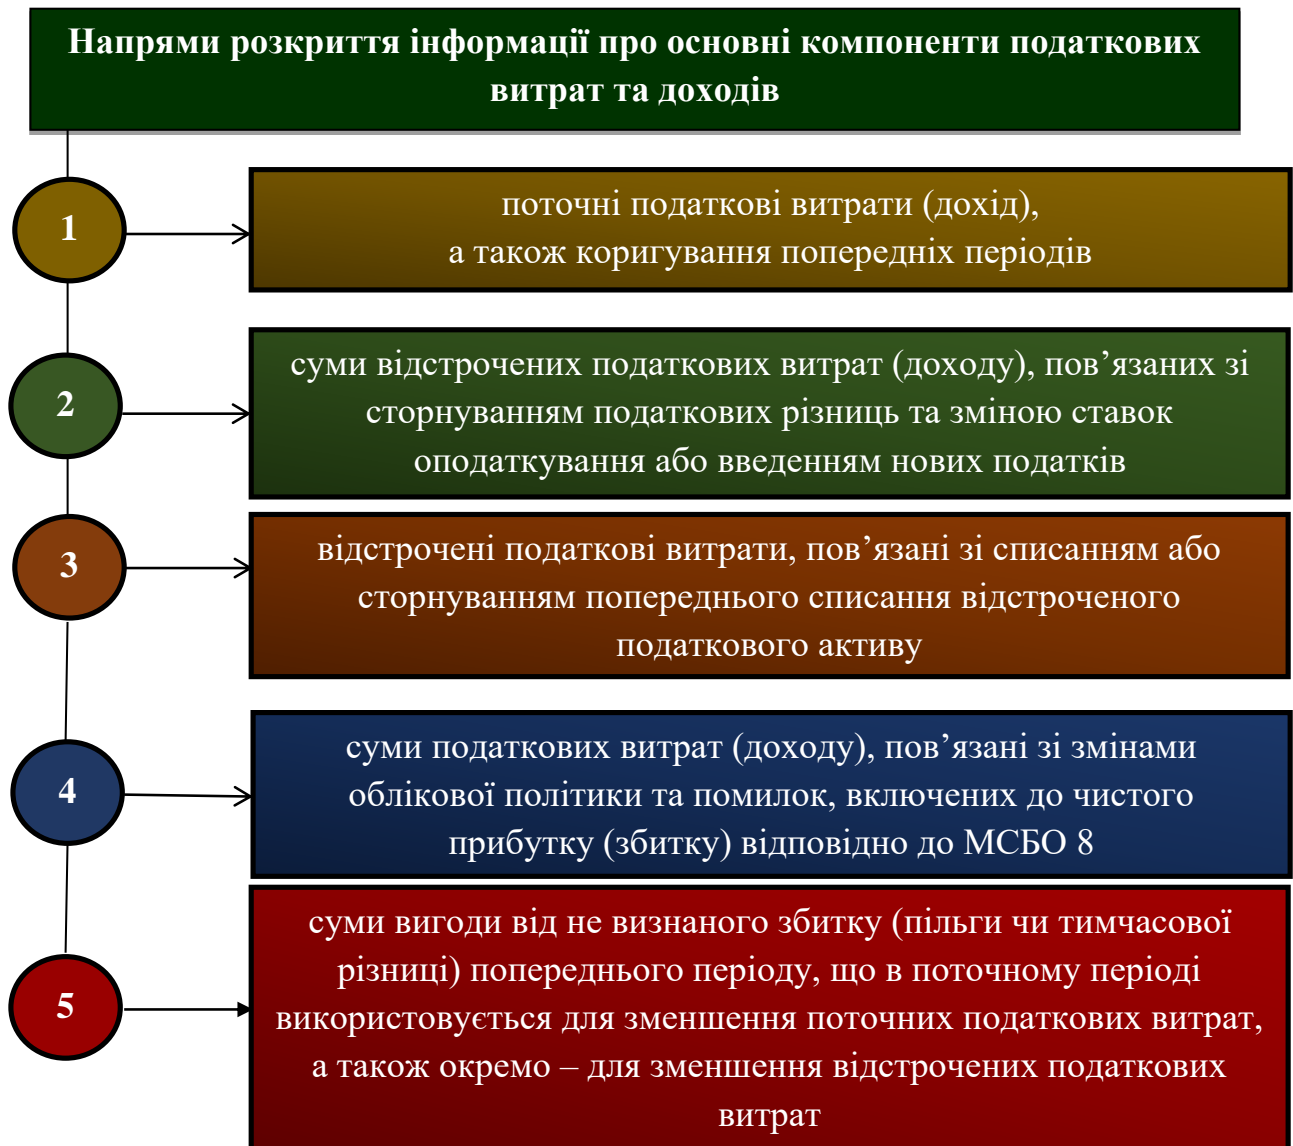 Напрями розкриття інформації про основні компоненти податкових
витрат та доходів
1
поточні податкові витрати (дохід),
а також коригування попередніх періодів
2
суми відстрочених податкових витрат (доходу), пов’язаних зі
сторнуванням податкових різниць та зміною ставок
оподаткування або введенням нових податків
3
відстрочені податкові витрати, пов’язані зі списанням або
сторнуванням попереднього списання відстроченого
податкового активу
4
суми податкових витрат (доходу), пов’язані зі змінами
облікової політики та помилок, включених до чистого
прибутку (збитку) відповідно до МСБО 8
5
суми вигоди від не визнаного збитку (пільги чи тимчасової
різниці) попереднього періоду, що в поточному періоді
використовується для зменшення поточних податкових витрат,
а також окремо – для зменшення відстрочених податкових
витрат